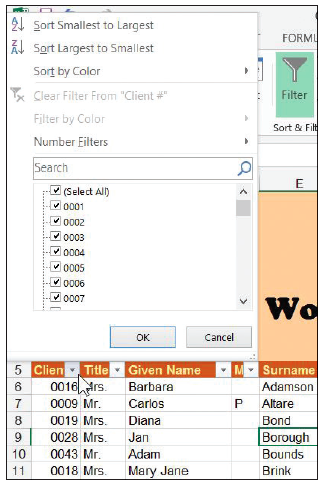 Sort Smallest to Largest
Sort Largest to Smallest
Sort by Color
Clear Filter From "Client #"
Filter by Color
Number Filters
Search
(Select All)
0001
0002
0003
0004
0005
0006
0007
OK Cancel
FORMU
Filter
Sort & Filt
E
Wo
5 Clien Title Given Name M Surname
6 0016 Mrs. Barbara Adamson
7 0009 Mr. Carlos P Altare
8 0019 Mrs. Diana Bond
9 0028 Mrs. Jan Borough
10 0043 Mr. Adam Bounds
11 0018 Mrs. Mary Jane Brink